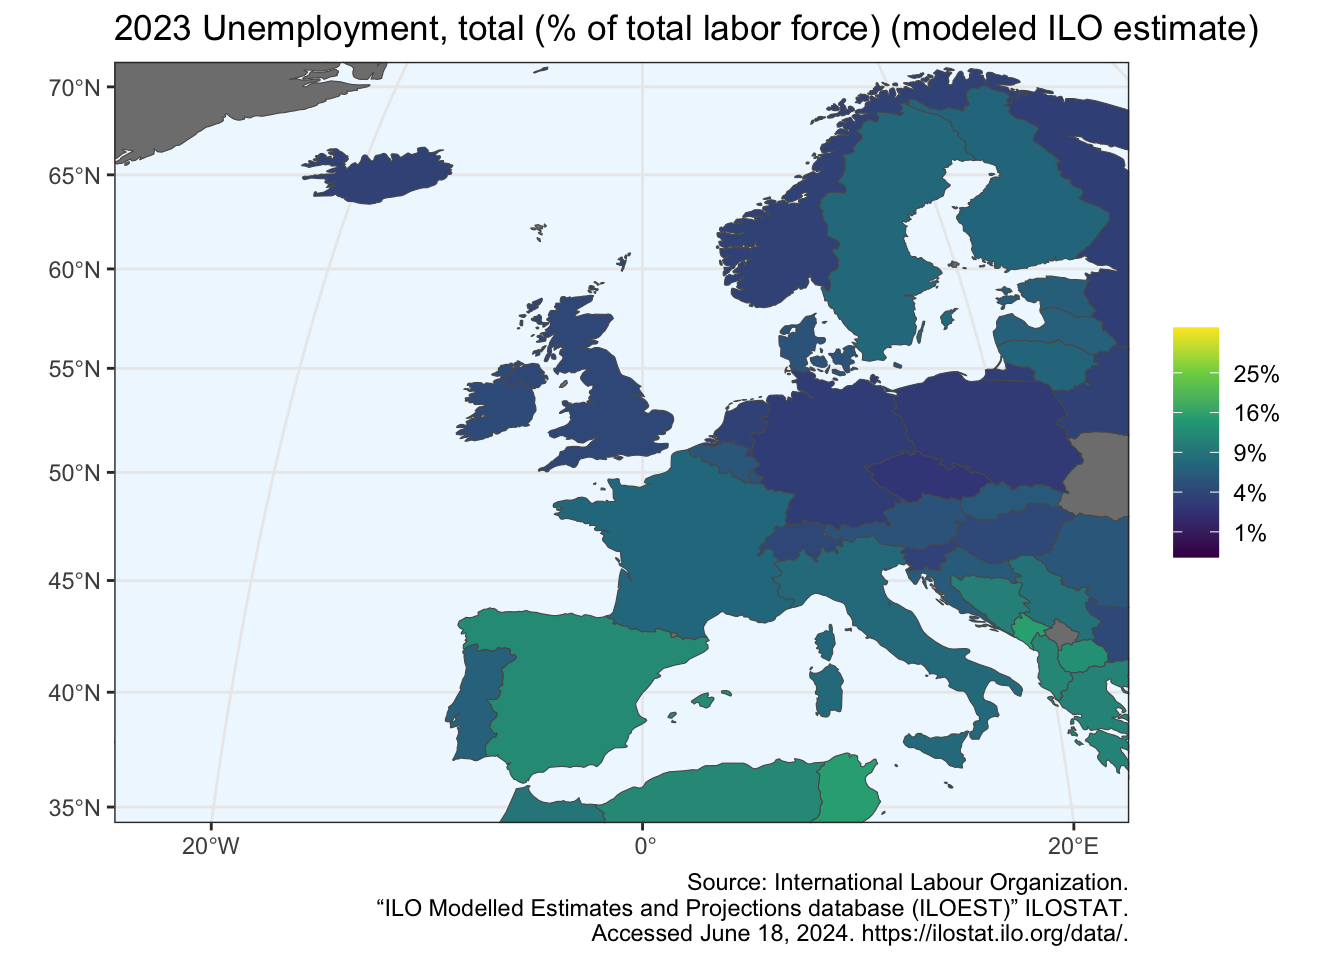 2023 Unemployment, total (% of total labor force) (modeled ILO estimate)
70°N
65°N
60°N
55°N
50°N
45°N
40°N
35°N
20°W
0°
20°E
25%
16%
9%
4%
1%
Source: International Labour Organization.
“ILO Modelled Estimates and Projections database (ILOEST)” ILOSTAT.
Accessed June 18, 2024. https://ilostat.ilo.org/data/.